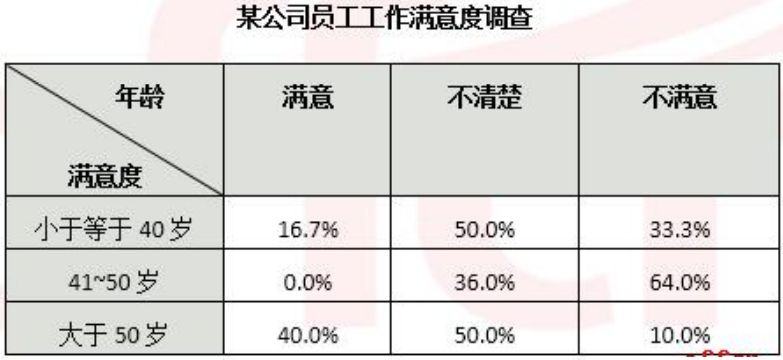 某公司员工工作满意度调查
年龄 满意 不清楚 不满意
满意度
小于等于 40 岁 16.7% 50.0% 33.3%
41~50 岁 0.0% 36.0% 64.0%
大于 50 岁 40.0% 50.0% 10.0%